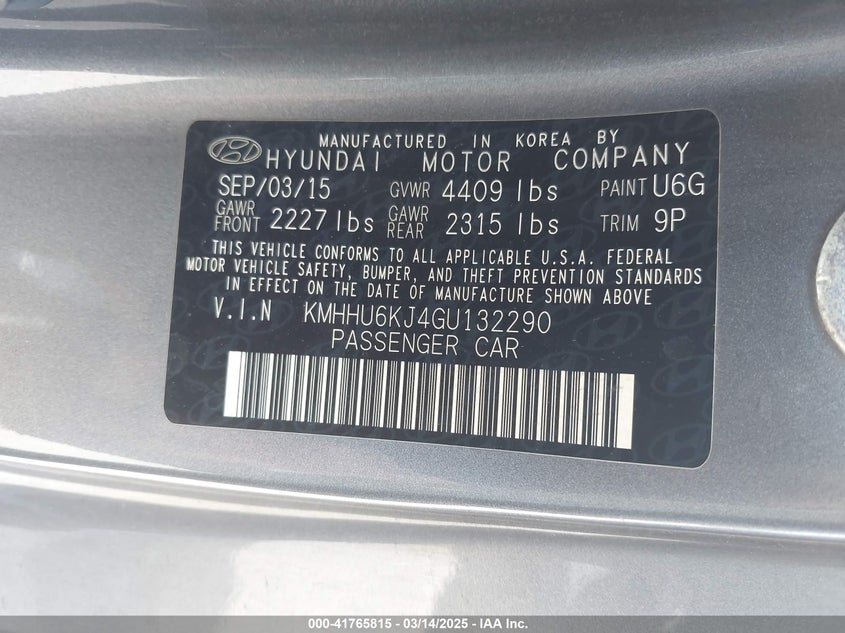 MANUFACTURED IN KOREA BY
HYUNDAI MOTOR COMPANY
SEP/03/15 GVWR 4409 lbs PAINT U6G
GAWR FRONT 2227 lbs GAWR REAR 2315 lbs TRIM 9P
THIS VEHICLE CONFORMS TO ALL APPLICABLE U.S.A. FEDERAL
MOTOR VEHICLE SAFETY, BUMPER, AND THEFT PREVENTION STANDARDS
IN EFFECT ON THE DATE OF MANUFACTURE SHOWN ABOVE
V.I.N KMHHU6KJ4GU132290
PASSENGER CAR
000-41765815 - 03/14/2025 - IAA Inc.